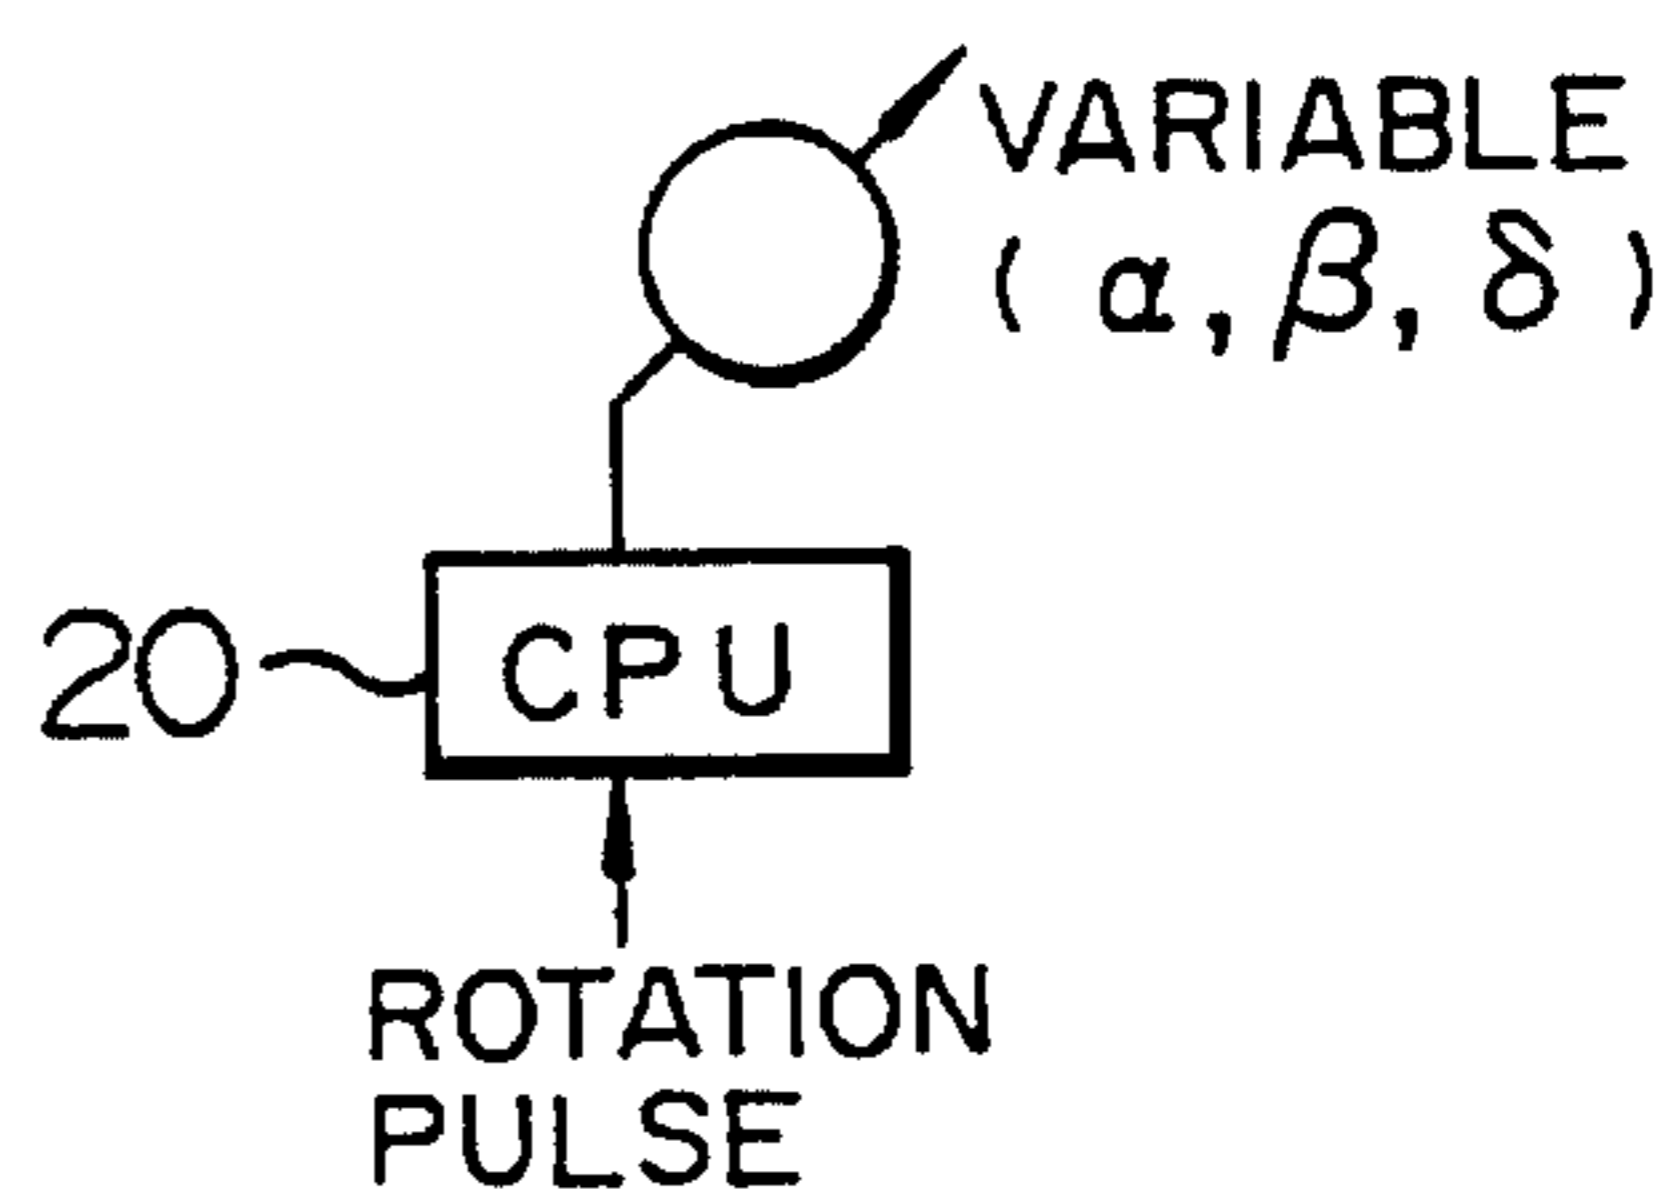 VARIABLE
( α, β, δ )
20
CPU
ROTATION
PULSE